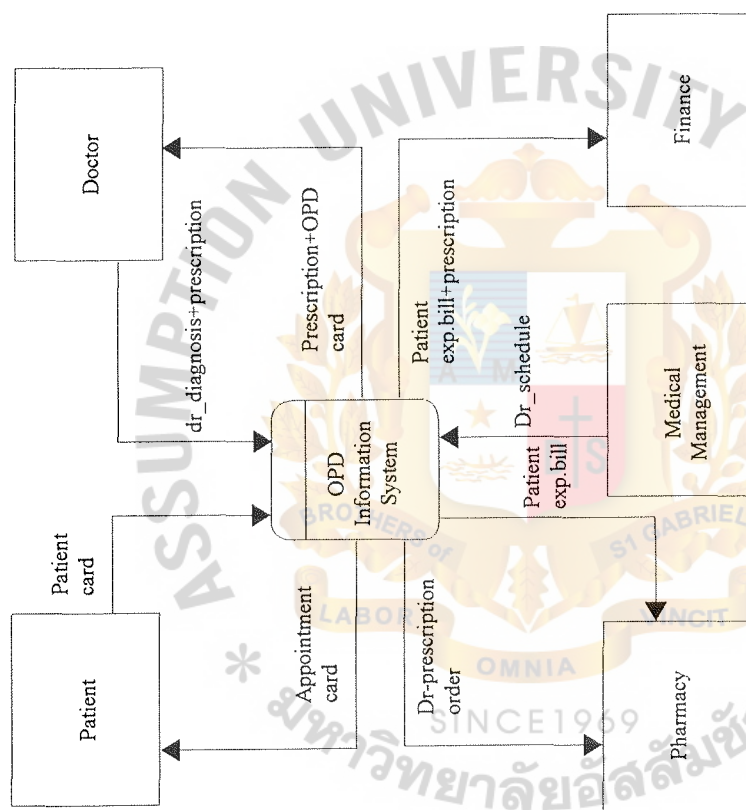 Patient
Doctor
Patient
card
dr_diagnosis+prescription
Appointment
card
OPD
Information
System
Prescription+OPD
card
Dr-prescription
order
Patient
exp.bill
Dr_schedule
Patient
exp.bill+prescription
Pharmacy
Medical
Management
Finance
ASSUMPTION UNIVERSITY
A M
S
BROTHERS of
ST GABRIEL
LABOR
OMNIA
VINCIT
SINCE1969